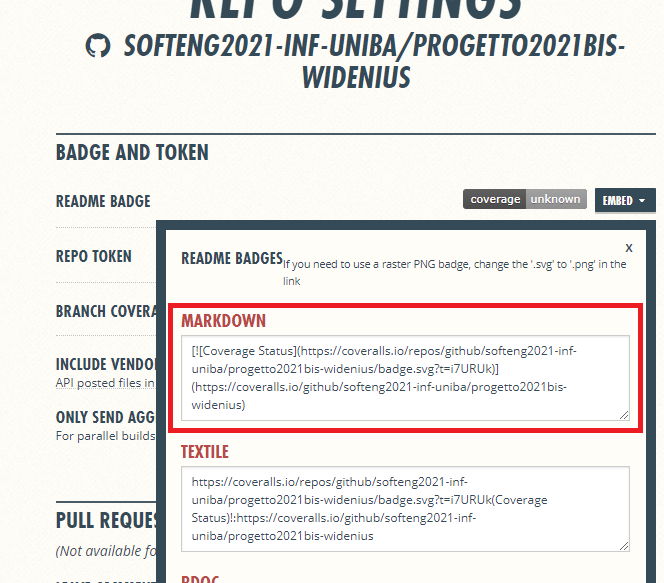 REPO SETTINGS
SOFTENG2021-INF-UNIBA/PROGETTO2021BIS-
WIDENIUS
BADGE AND TOKEN
README BADGE
coverage unknown
EMBED
REPO TOKEN
BRANCH COVERA
INCLUDE VENDO
API posted files in
ONLY SEND AGG
For parallel builds
PULL REQUES
(Not available fo
x
README BADGES
If you need to use a raster PNG badge, change the '.svg' to '.png' in the
link
MARKDOWN
[![Coverage Status](https://coveralls.io/repos/github/softeng2021-inf-
uniba/progetto2021bis-widenius/badge.svg?t=i7URUk)]
(https://coveralls.io/github/softeng2021-inf-uniba/progetto2021bis-
widenius)
TEXTILE
https://coveralls.io/repos/github/softeng2021-inf-
uniba/progetto2021bis-widenius/badge.svg?t=i7URUk(Coverage
Status)!:https://coveralls.io/github/softeng2021-inf-
uniba/progetto2021bis-widenius
RDOC